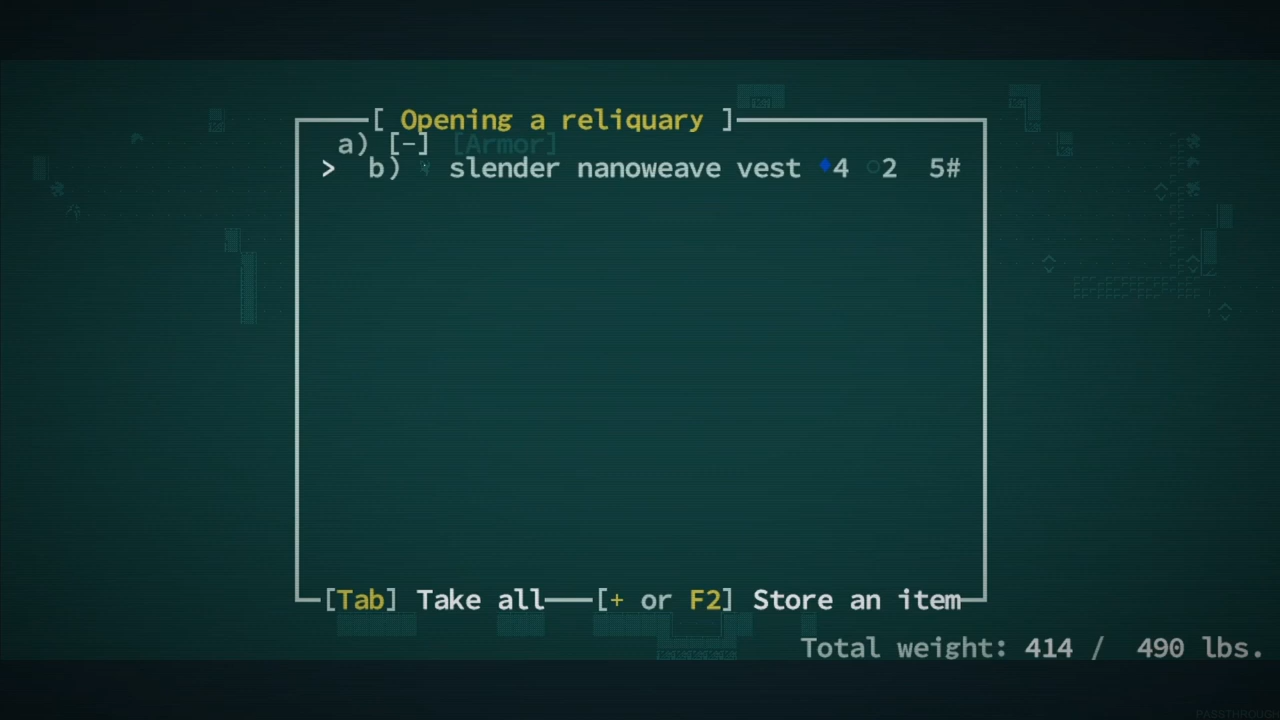 [ Opening a reliquary ]
a) [-] [Armor]
> b) slender nanoweave vest ♦4 ○2 5#
[Tab] Take all [+ or F2] Store an item
Total weight: 414 / 490 lbs.